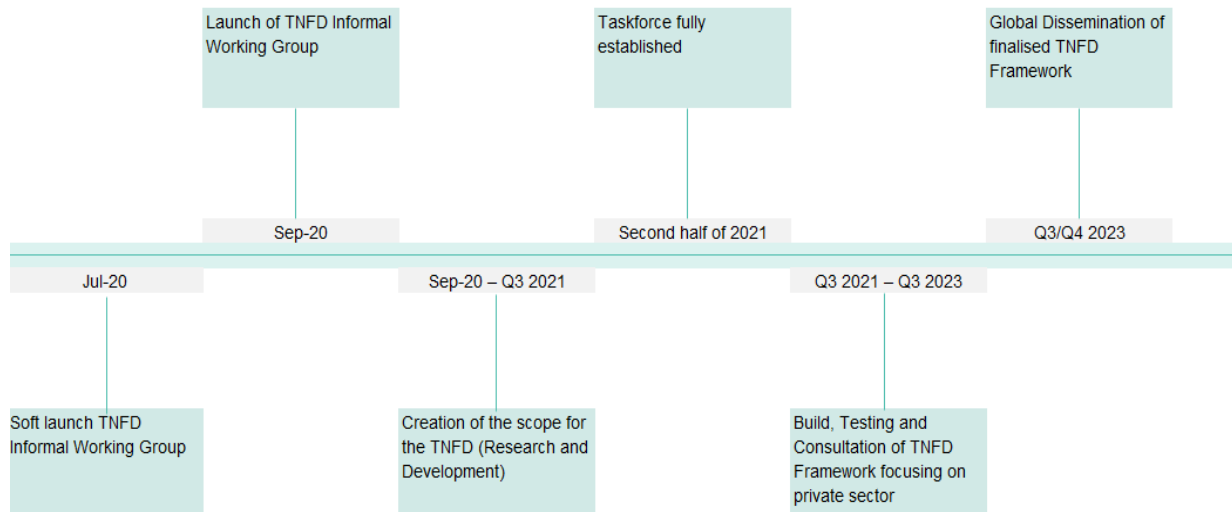 Launch of TNFD Informal
Working Group
Taskforce fully
established
Global Dissemination of
finalised TNFD
Framework
Sep-20
Second half of 2021
Q3/Q4 2023
Jul-20
Sep-20 – Q3 2021
Q3 2021 – Q3 2023
Soft launch TNFD
Informal Working Group
Creation of the scope for
the TNFD (Research and
Development)
Build, Testing and
Consultation of TNFD
Framework focusing on
private sector